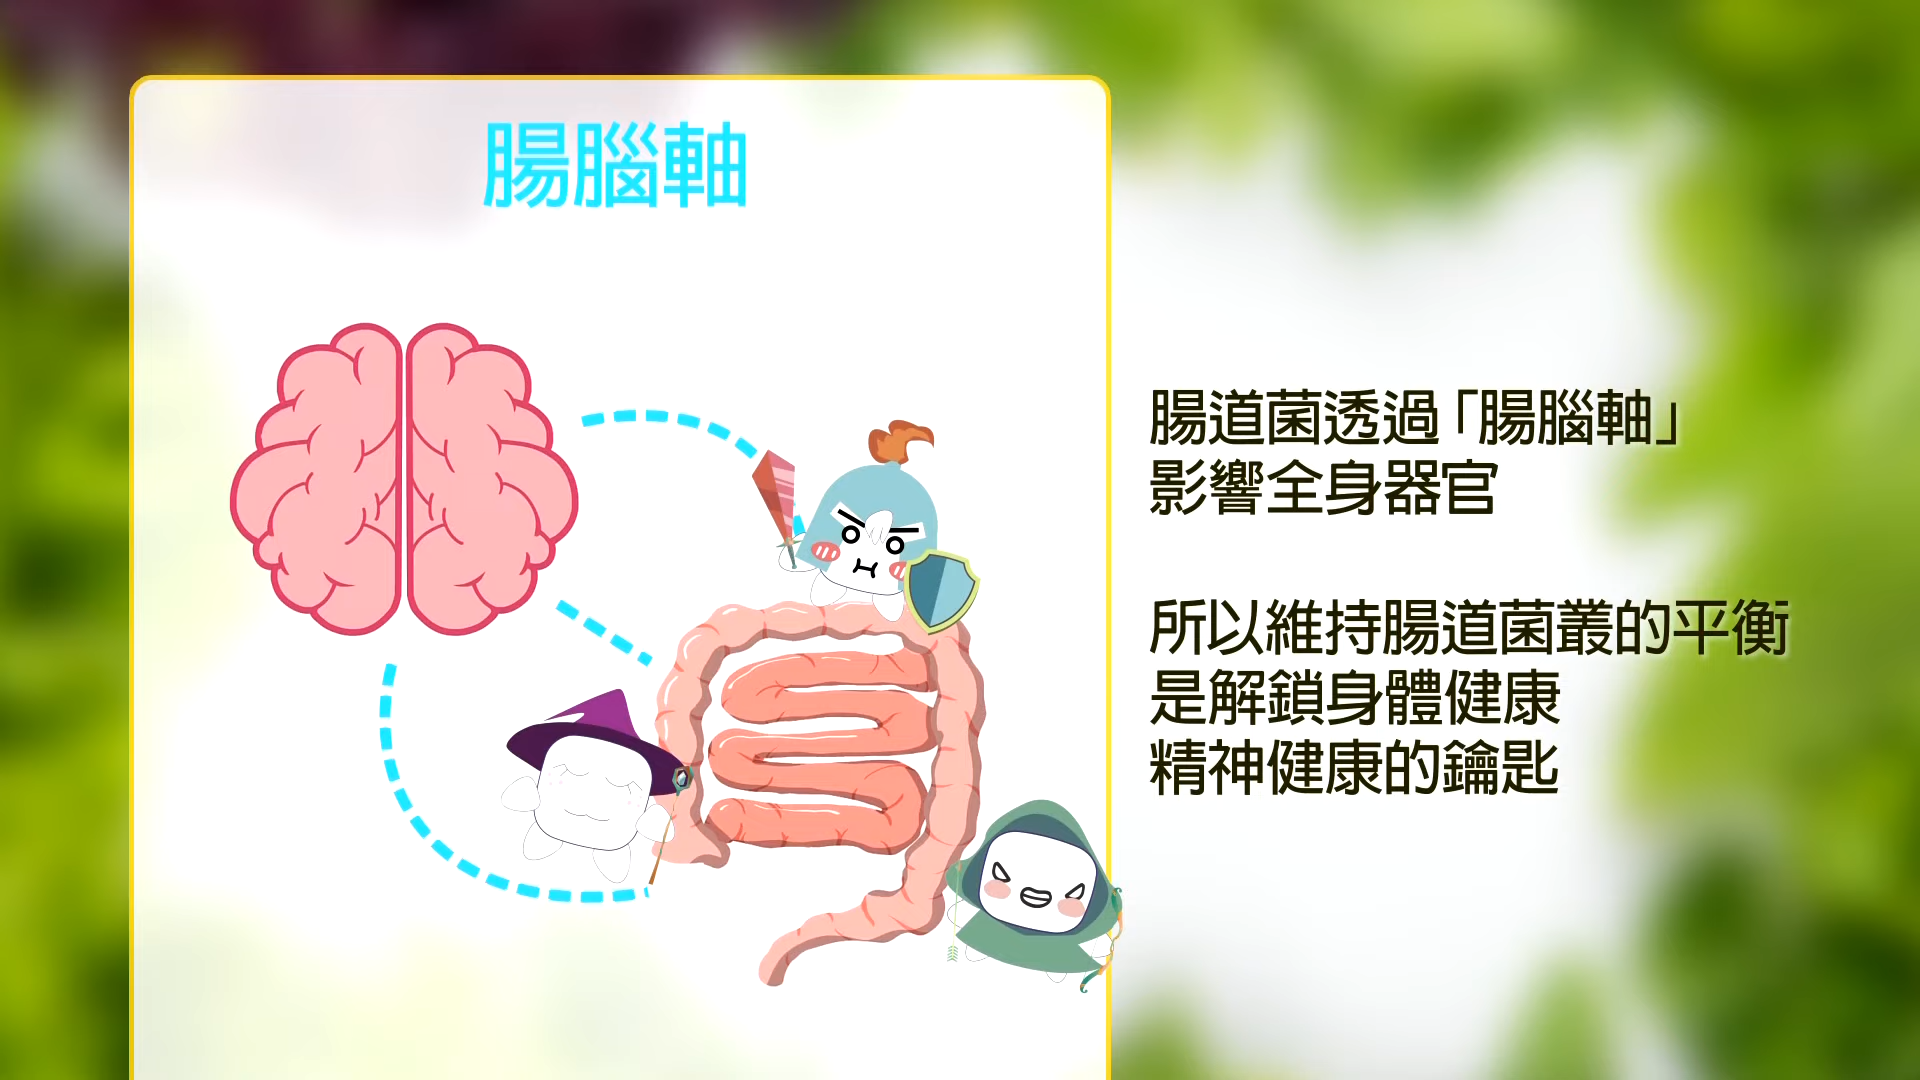 腸腦軸
腸道菌透過「腸腦軸」
影響全身器官
所以維持腸道菌叢的平衡
是解鎖身體健康
精神健康的鑰匙